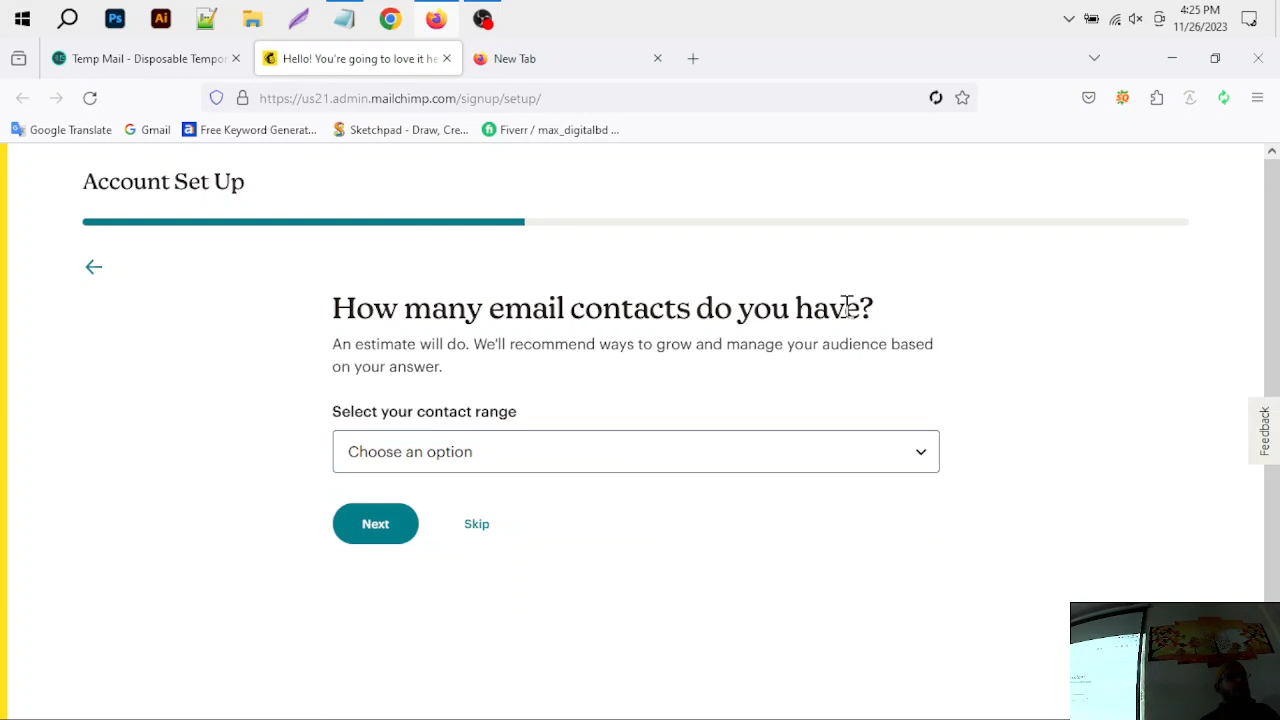 Ps
Ai
4:25 PM
11/26/2023
Temp Mail - Disposable Tempor
Hello! You're going to love it he
New Tab
https://us21.admin.mailchimp.com/signup/setup/
Google Translate
Gmail
Free Keyword Generat...
Sketchpad - Draw, Cre...
Fiverr / max_digitalbd ...
Account Set Up
How many email contacts do you have?
An estimate will do. We'll recommend ways to grow and manage your audience based
on your answer.
Select your contact range
Choose an option
Next
Skip
Feedback